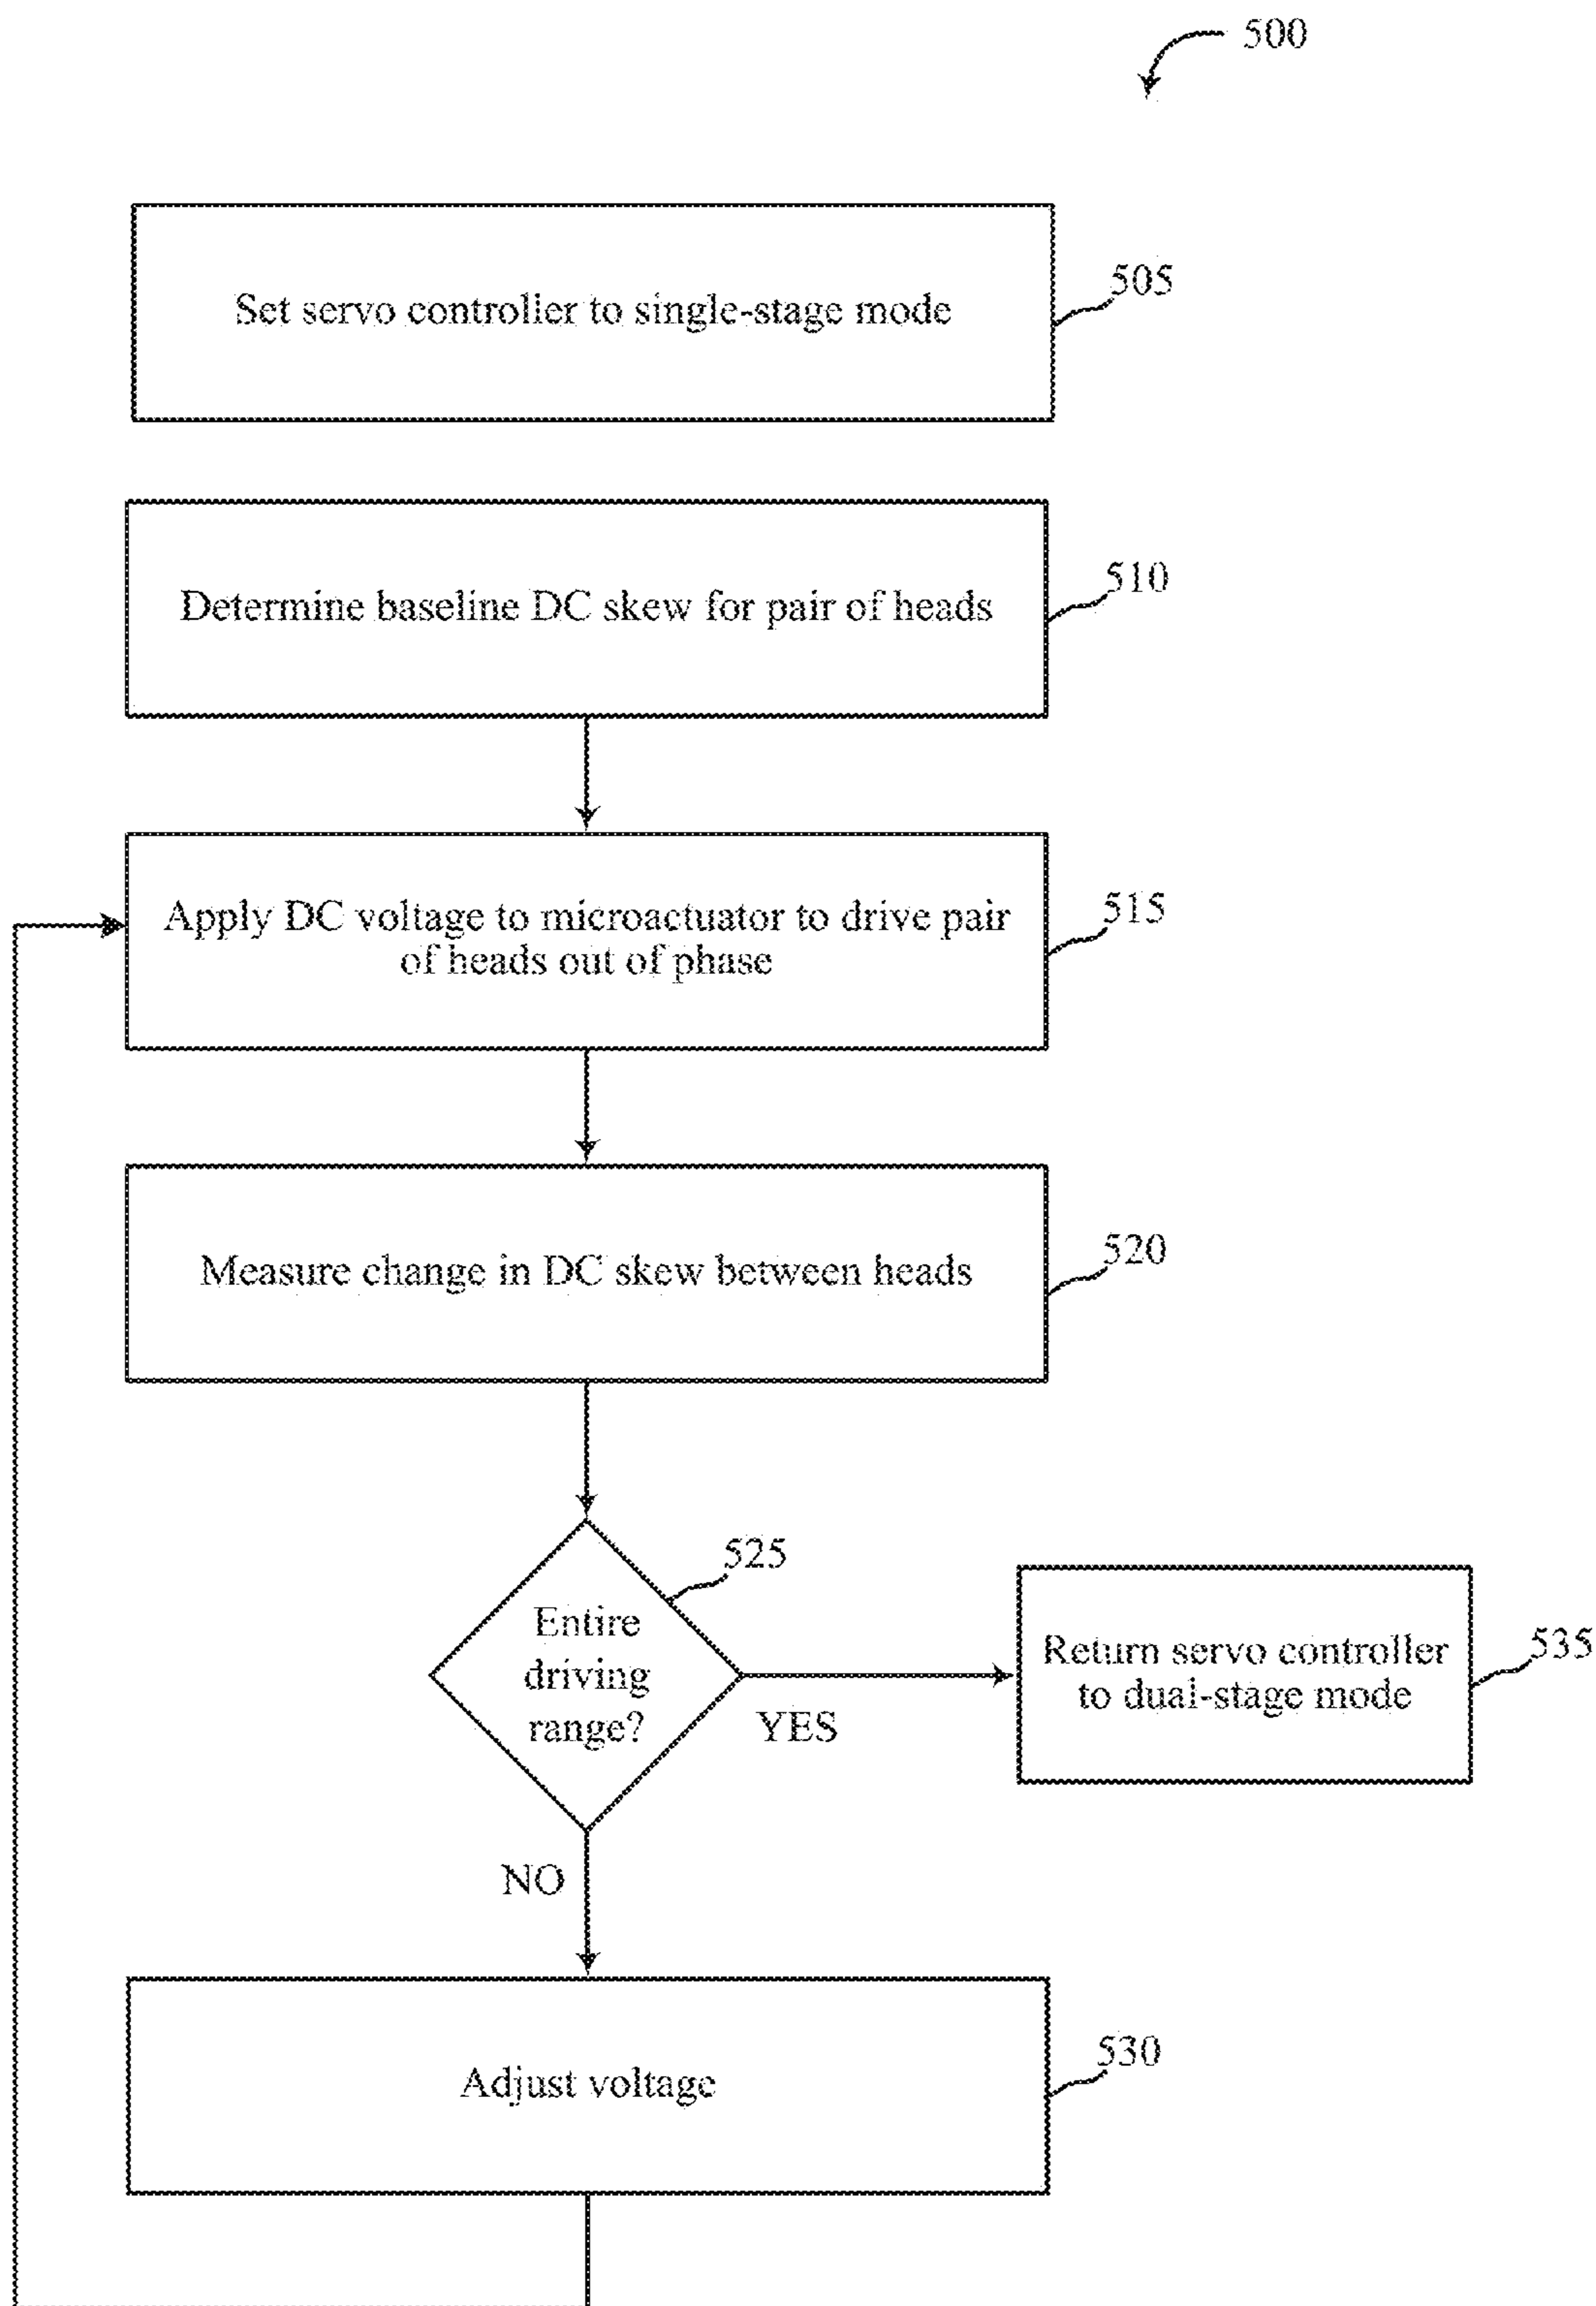 500
Set servo controller to single-stage mode
505
Determine baseline DC skew for pair of heads
510
Apply DC voltage to microactuator to drive pair
of heads out of phase
515
Measure change in DC skew between heads
520
525
Entire
driving
range?
YES
Return servo controller
to dual-stage mode
535
NO
Adjust voltage
530